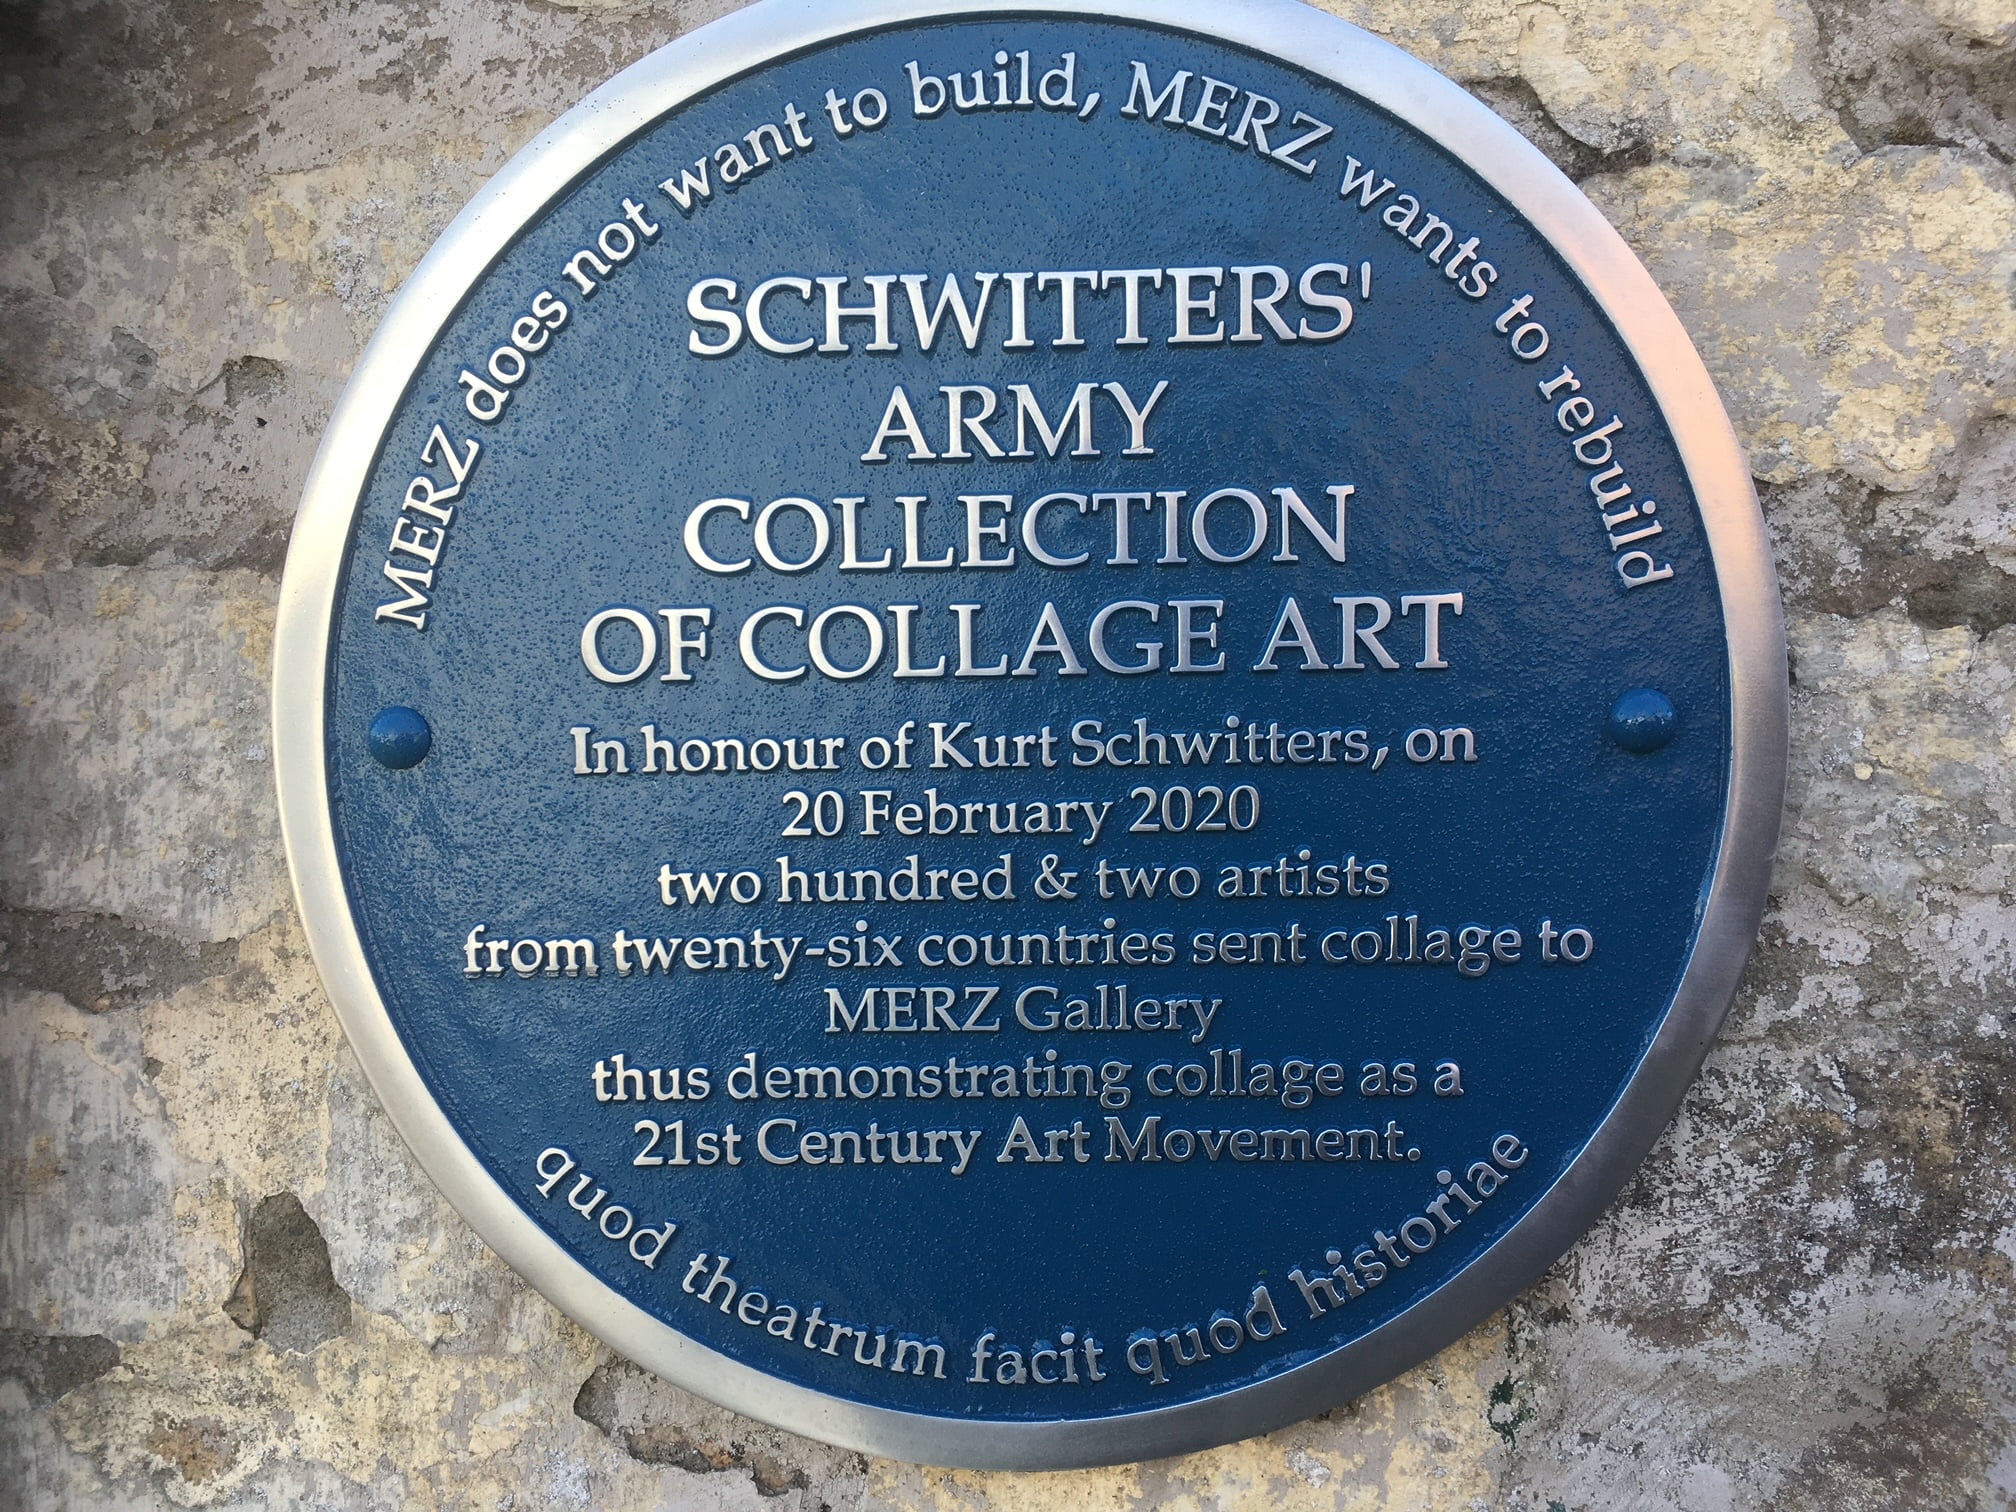 MERZ does not want to build, MERZ wants to rebuild
SCHWITTERS'
ARMY
COLLECTION
OF COLLAGE ART
In honour of Kurt Schwitters, on
20 February 2020
two hundred & two artists
from twenty-six countries sent collage to
MERZ Gallery
thus demonstrating collage as a
21st Century Art Movement.
quod theatrum facit quod historiae